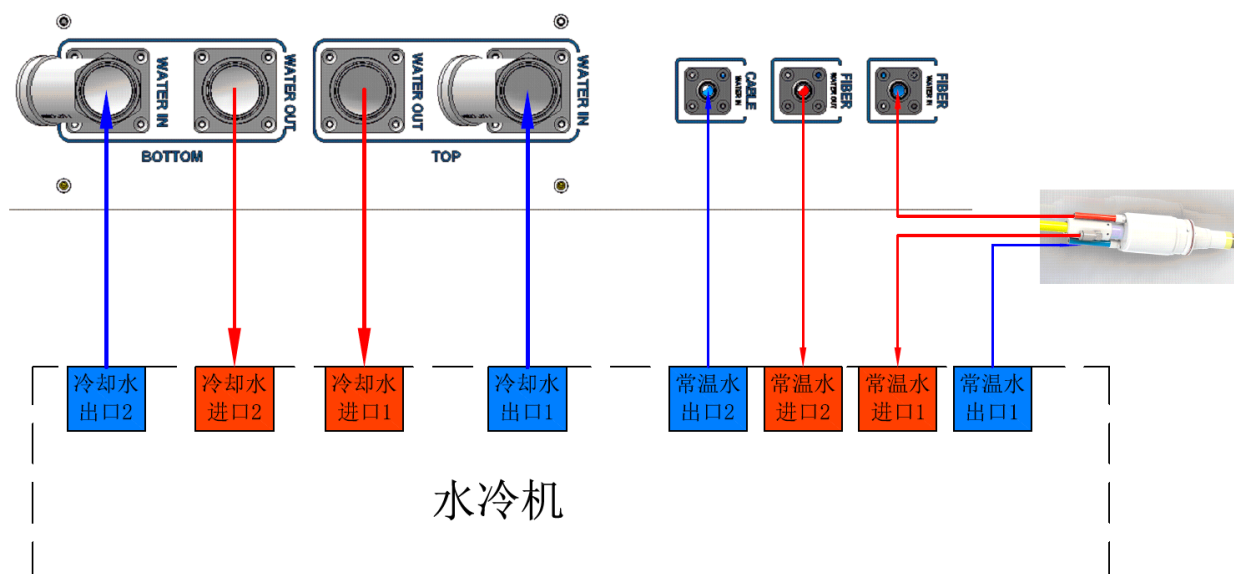 WATER IN
WATER OUT
WATER OUT
WATER IN
BOTTOM
TOP
CABLE
WATER IN
FIBER
WATER OUT
FIBER
WATER IN
冷却水
出口2
冷却水
进口2
冷却水
进口1
冷却水
出口1
常温水
出口2
常温水
进口2
常温水
进口1
常温水
出口1
水冷机